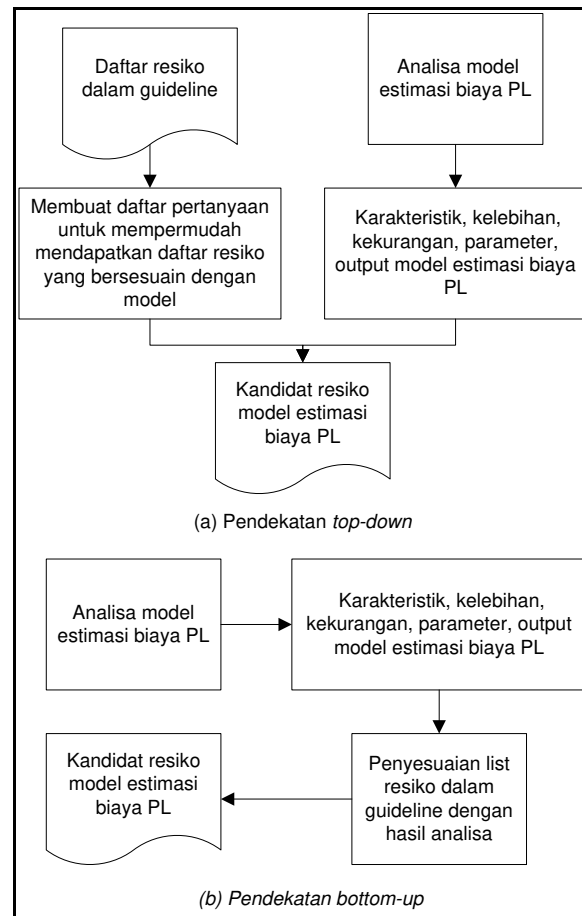 Daftar resiko
dalam guideline
Analisa model
estimasi biaya PL
Membuat daftar pertanyaan
untuk mempermudah
mendapatkan daftar resiko
yang bersesuain dengan
model
Karakteristik, kelebihan,
kekurangan, parameter,
output model estimasi biaya
PL
Kandidat resiko
model estimasi
biaya PL
(a) Pendekatan top-down
Analisa model
estimasi biaya PL
Karakteristik, kelebihan,
kekurangan, parameter, output
model estimasi biaya PL
Kandidat resiko
model estimasi
biaya PL
Penyesuaian list
resiko dalam
guideline dengan
hasil analisa
(b) Pendekatan bottom-up